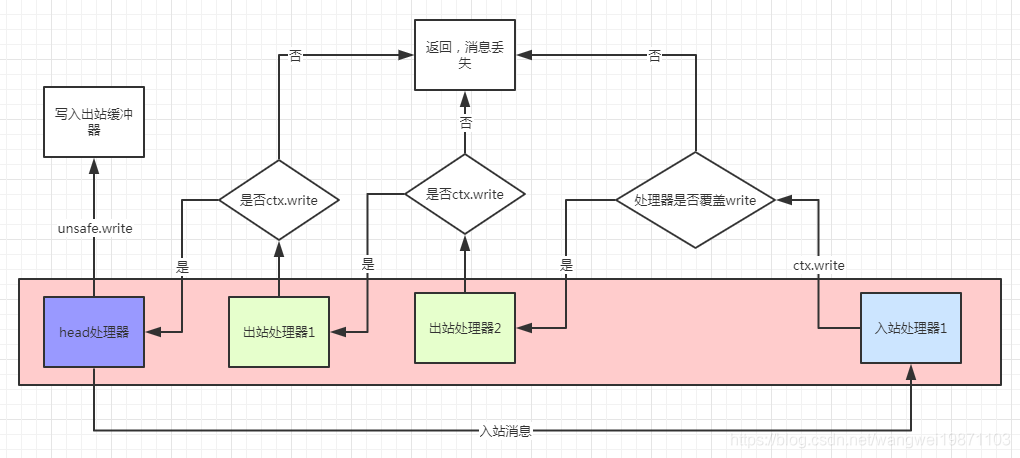 否
返回，消息丢
失
否
写入出站缓冲
器
否
是否ctx.write
是否ctx.write
处理器是否覆盖write
unsafe.write
是
是
是
ctx.write
head处理器
出站处理器1
出站处理器2
入站处理器1
入站消息
https://blog.csdn.net/wangwei19871103